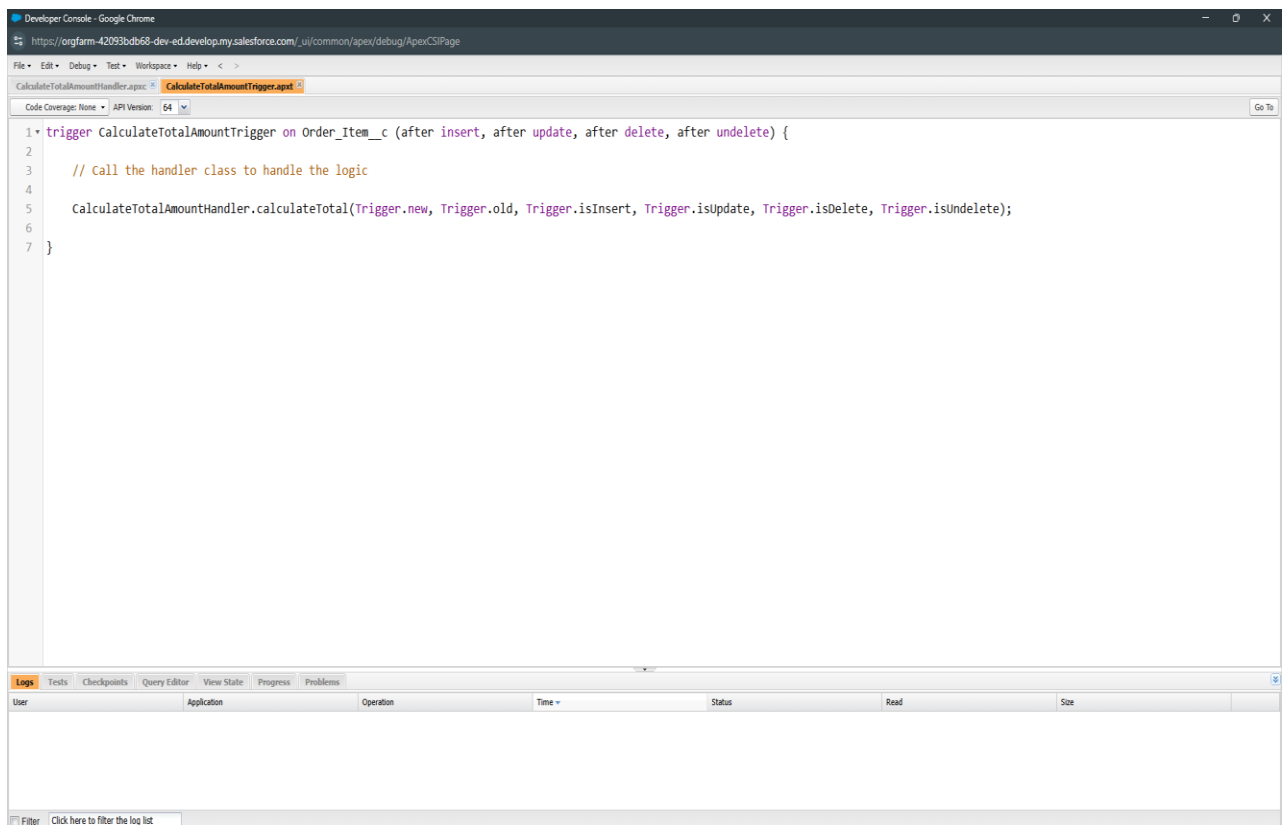 Developer Console - Google Chrome
https://orgfarm-42093bdb68-dev-ed.develop.my.salesforce.com/_ui/common/apex/debug/ApexCSIPage
File Edit Debug Test Workspace Help < >
CalculateTotalAmountHandler.apxc CalculateTotalAmountTrigger.apxt
Code Coverage: None API Version: 64 Go To
1 trigger CalculateTotalAmountTrigger on Order_Item__c (after insert, after update, after delete, after undelete) {
2
3 // Call the handler class to handle the logic
4
5 CalculateTotalAmountHandler.calculateTotal(Trigger.new, Trigger.old, Trigger.isInsert, Trigger.isUpdate, Trigger.isDelete, Trigger.isUndelete);
6
7 }
Logs Tests Checkpoints Query Editor View State Progress Problems
User Application Operation Time Status Read Size
Filter Click here to filter the log list